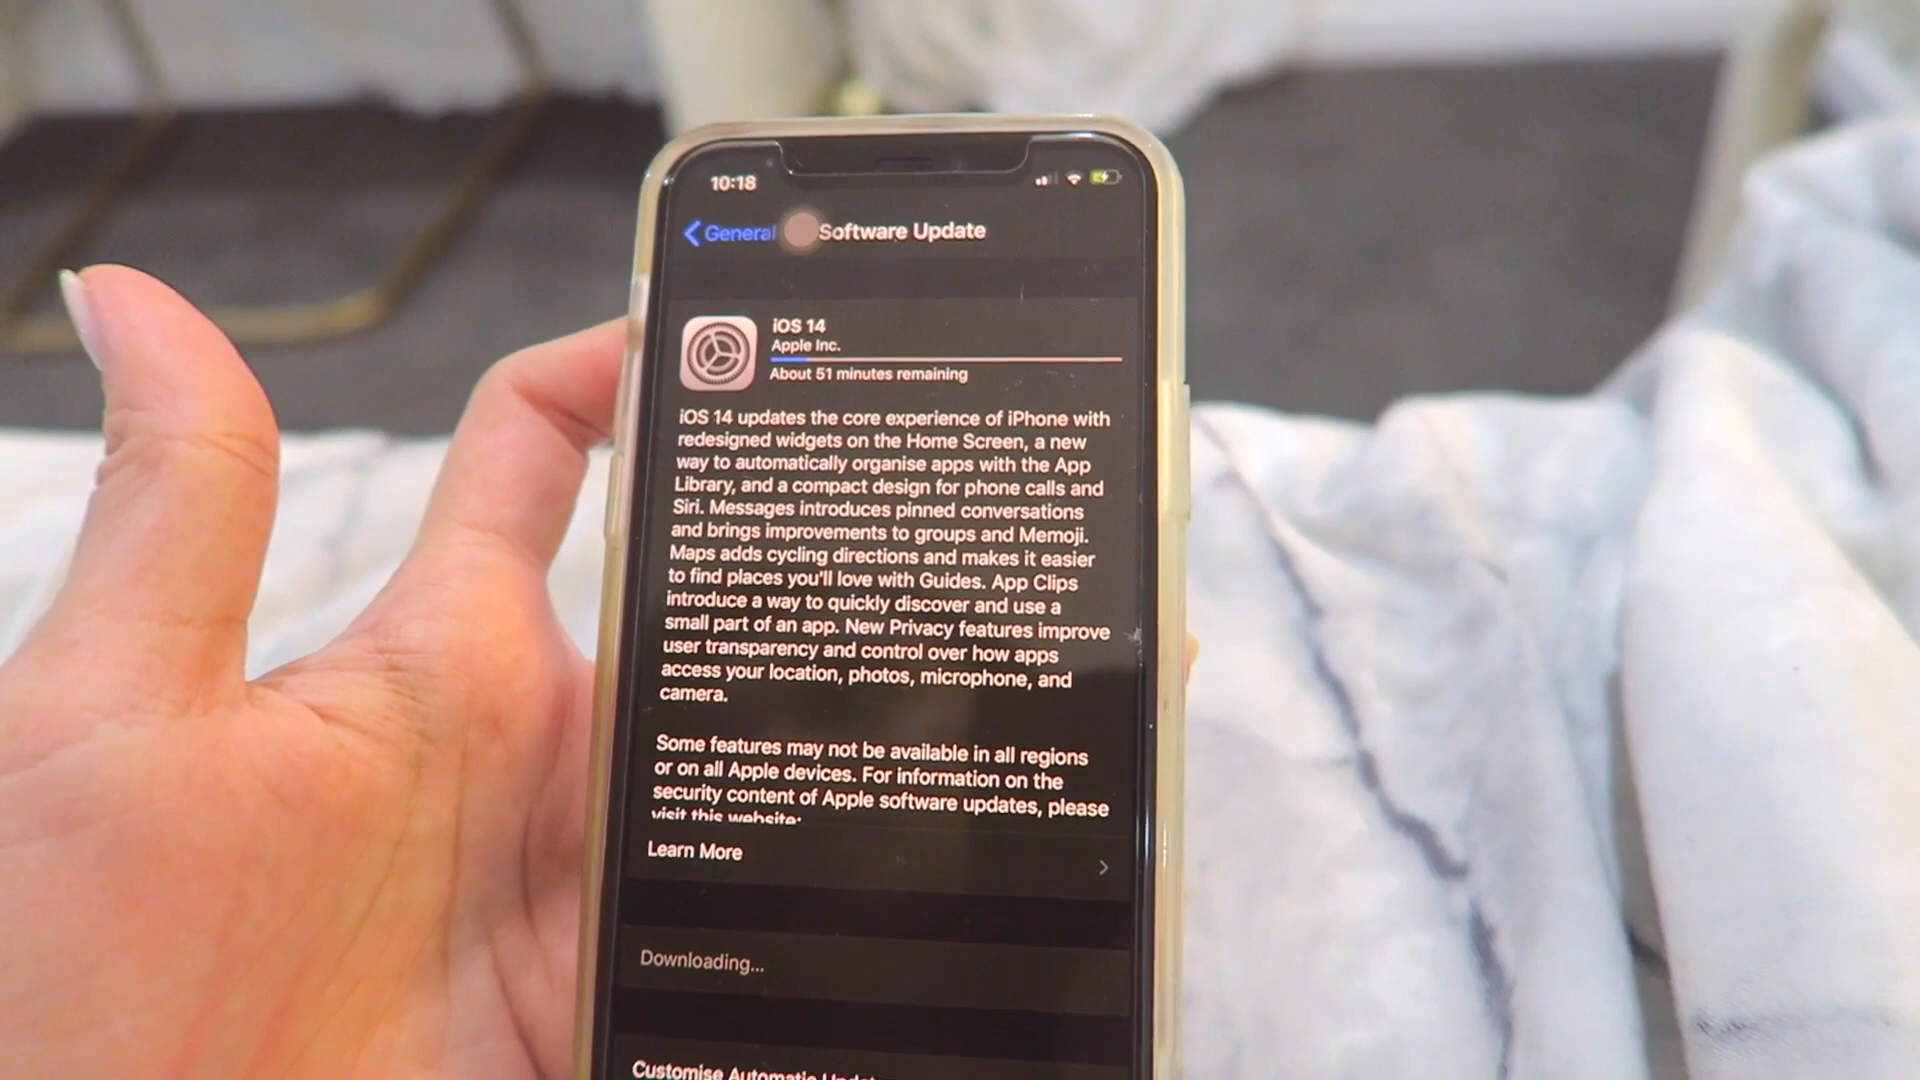 10:18
General
Software Update
iOS 14
Apple Inc.
About 51 minutes remaining
iOS 14 updates the core experience of iPhone with
redesigned widgets on the Home Screen, a new
way to automatically organise apps with the App
Library, and a compact design for phone calls and
Siri. Messages introduces pinned conversations
and brings improvements to groups and Memoji.
Maps adds cycling directions and makes it easier
to find places you'll love with Guides. App Clips
introduce a way to quickly discover and use a
small part of an app. New Privacy features improve
user transparency and control over how apps
access your location, photos, microphone, and
camera.
Some features may not be available in all regions
or on all Apple devices. For information on the
security content of Apple software updates, please
visit this website:
Learn More
Downloading...
Customise Automatic